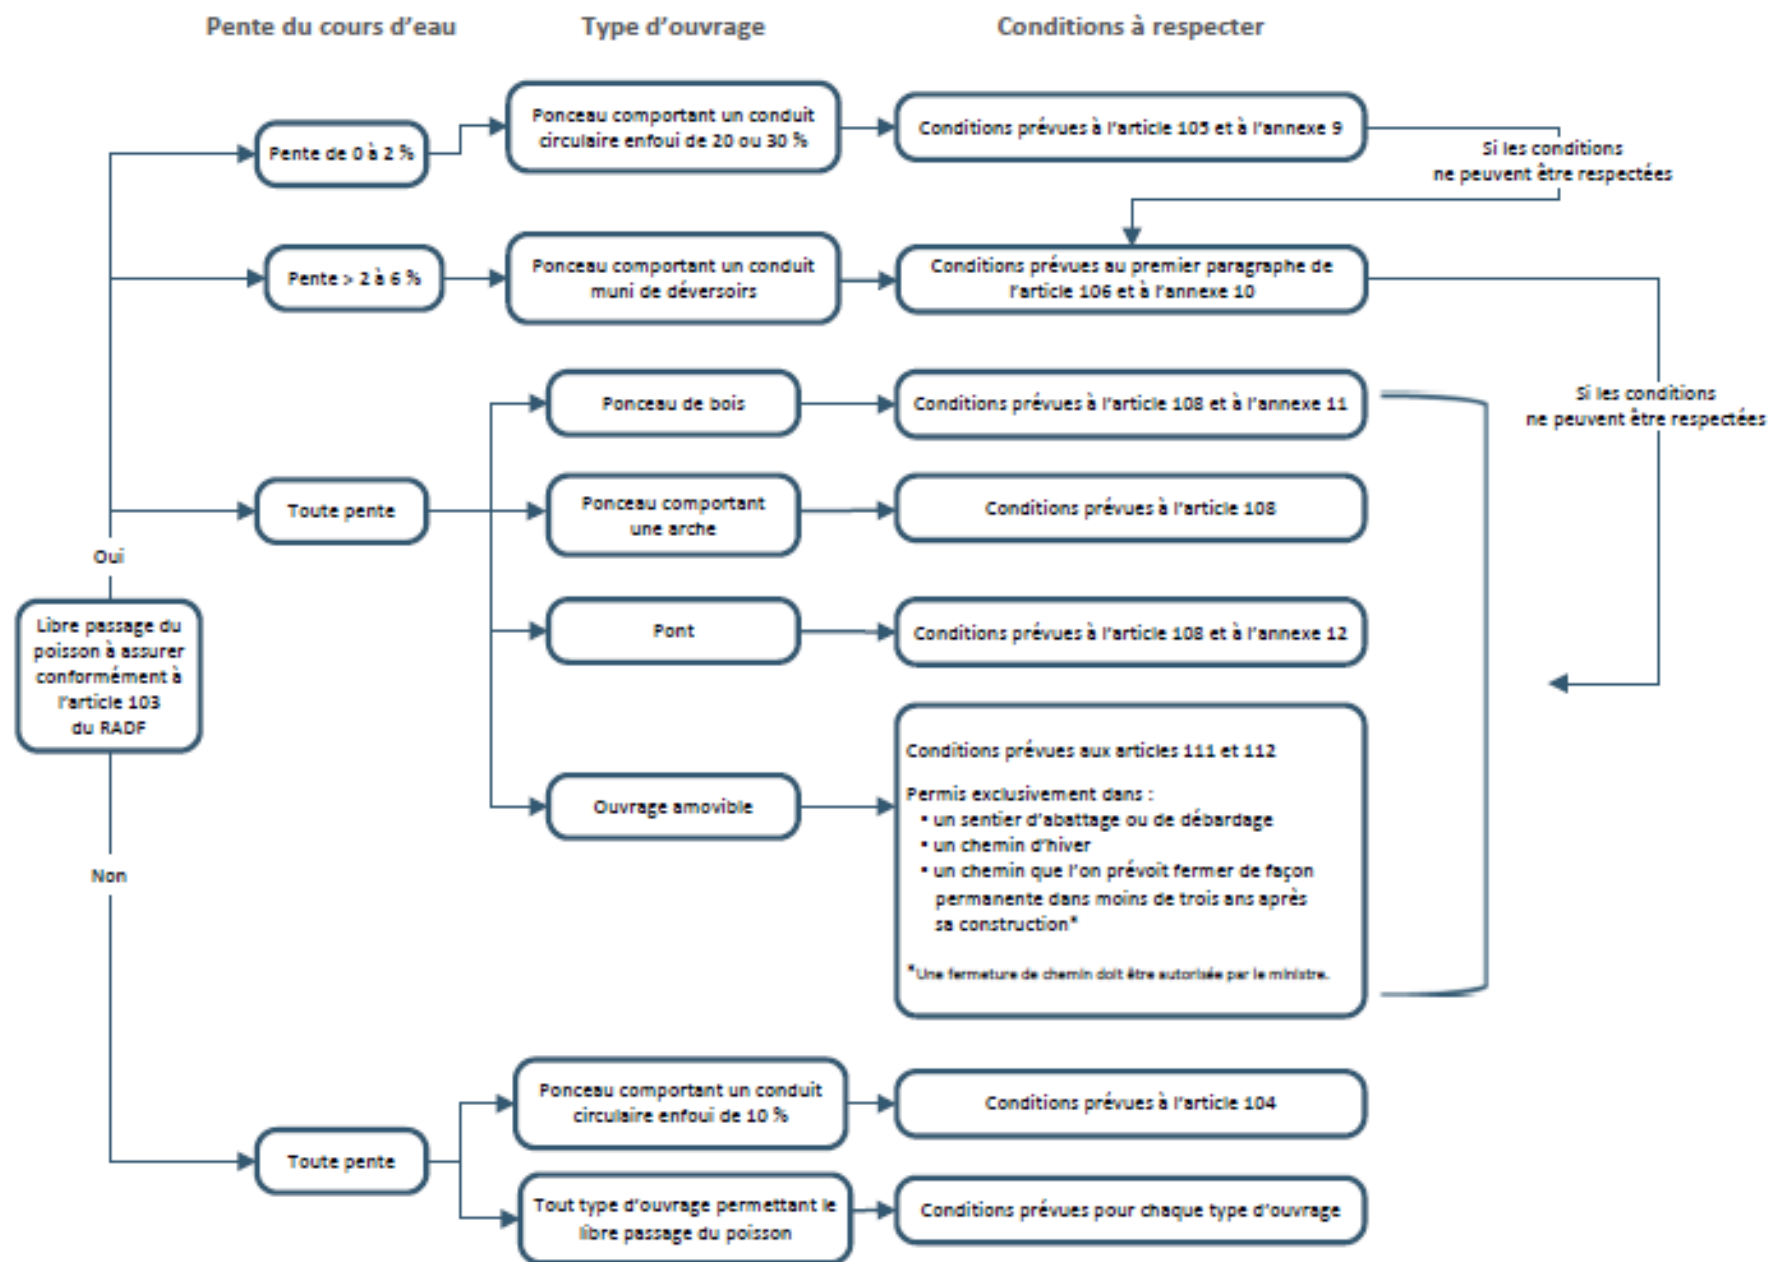 Pente du cours d'eau
Type d'ouvrage
Conditions à respecter
Pente de 0 à 2 %
Ponceau comportant un conduit
circulaire enfoui de 20 ou 30 %
Conditions prévues à l'article 105 et à l'annexe 9
Si les conditions
ne peuvent être respectées
Pente > 2 à 6 %
Ponceau comportant un conduit
muni de déversoirs
Conditions prévues au premier paragraphe de
l'article 106 et à l'annexe 10
Si les conditions
ne peuvent être respectées
Toute pente
Ponceau de bois
Conditions prévues à l'article 108 et à l'annexe 11
Ponceau comportant
une arche
Conditions prévues à l'article 108
Pont
Conditions prévues à l'article 108 et à l'annexe 12
Ouvrage amovible
Conditions prévues aux articles 111 et 112
Permis exclusivement dans :
▪ un sentier d'abattage ou de débardage
▪ un chemin d'hiver
▪ un chemin que l'on prévoit fermer de façon
permanente dans moins de trois ans après
sa construction*
*Une fermeture de chemin doit être autorisée par le ministre.
Oui
Libre passage du
poisson à assurer
conformément à
l'article 103
du RADF
Non
Toute pente
Ponceau comportant un conduit
circulaire enfoui de 10 %
Conditions prévues à l'article 104
Tout type d'ouvrage permettant le
libre passage du poisson
Conditions prévues pour chaque type d'ouvrage